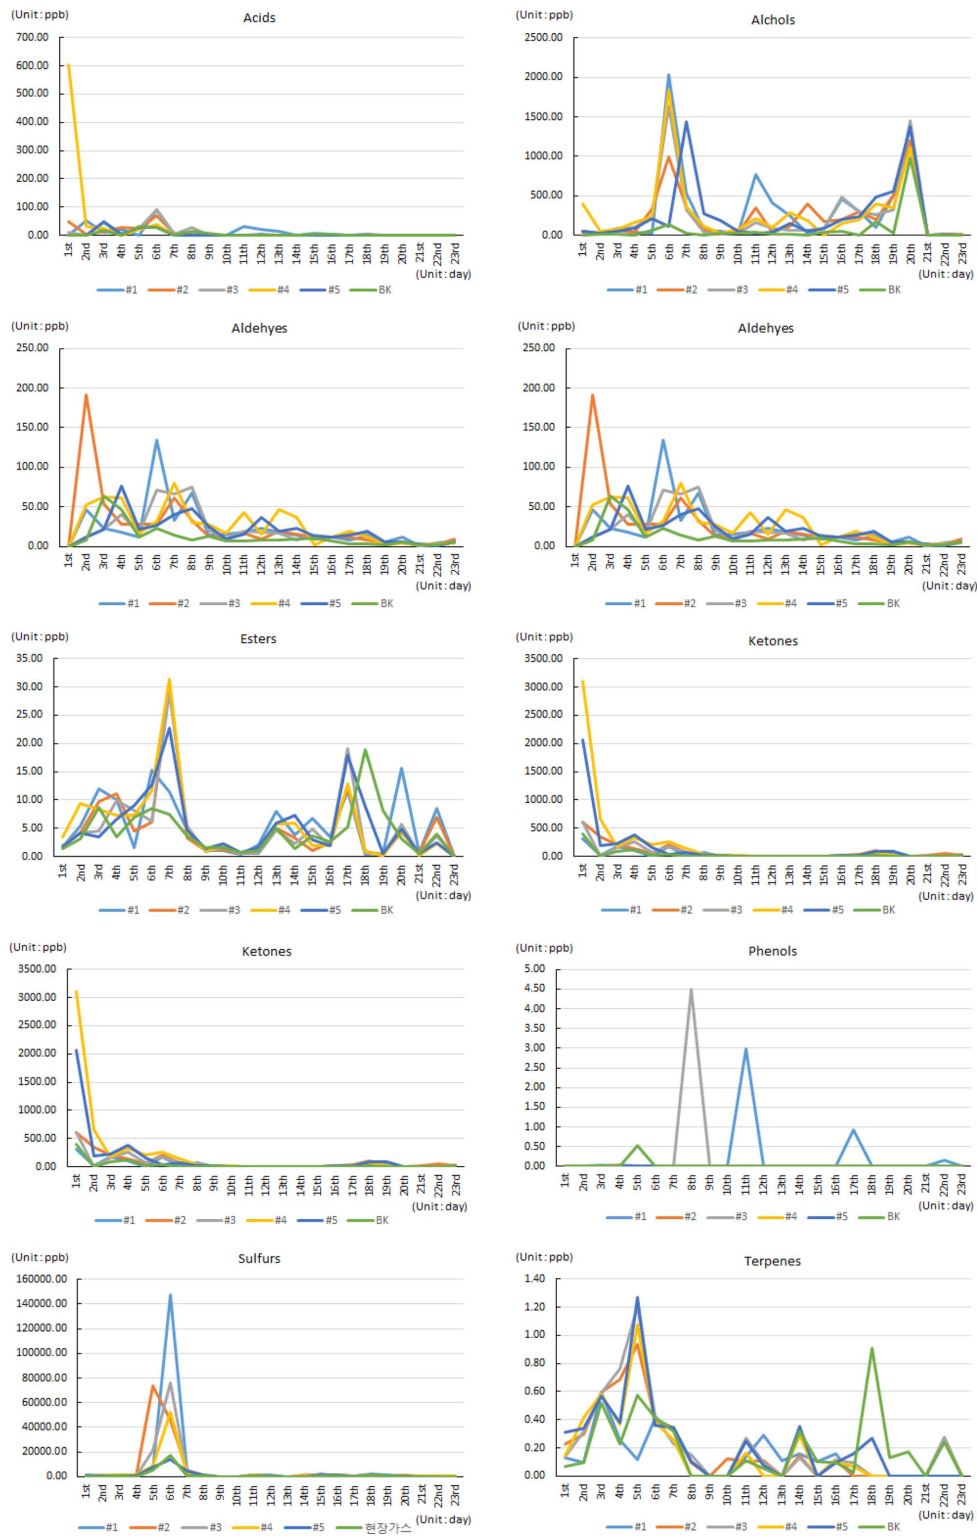 (Unit : ppb)
Acids
700.00
600.00
500.00
400.00
300.00
200.00
100.00
0.00
1st 2nd 3rd 4th 5th 6th 7th 8th 9th 10th 11th 12th 13th 14th 15th 16th 17th 18th 19th 20th 21st 22nd 23rd
(Unit : day)
#1 #2 #3 #4 #5 BK
(Unit : ppb)
Alchols
2500
2000
1500
1000
500.00
0.00
1st 2nd 3rd 4th 5th 6th 7th 8th 9th 10th 11th 12th 13th 14th 15th 16th 17th 18th 19th 20th 21st 22nd 23rd
(Unit : day)
#1 #2 #3 #4 #5 BK
(Unit : ppb)
Aldehyes
250.00
200.00
150.00
100.00
50.00
0.00
1st 2nd 3rd 4th 5th 6th 7th 8th 9th 10th 11th 12th 13th 14th 15th 16th 17th 18th 19th 20th 21st 22nd 23rd
(Unit : day)
#1 #2 #3 #4 #5 BK
(Unit : ppb)
Aldehyes
250.00
200.00
150.00
100.00
50.00
0.00
1st 2nd 3rd 4th 5th 6th 7th 8th 9th 10th 11th 12th 13th 14th 15th 16th 17th 18th 19th 20th 21st 22nd 23rd
(Unit : day)
#1 #2 #3 #4 #5 BK
(Unit : ppb)
Esters
35.00
30.00
25.00
20.00
15.00
10.00
5.00
0.00
1st 2nd 3rd 4th 5th 6th 7th 8th 9th 10th 11th 12th 13th 14th 15th 16th 17th 18th 19th 20th 21st 22nd 23rd
(Unit : day)
#1 #2 #3 #4 #5 BK
(Unit : ppb)
Ketones
3500
3000
2500
2000
1500
1000
500.00
0.00
1st 2nd 3rd 4th 5th 6th 7th 8th 9th 10th 11th 12th 13th 14th 15th 16th 17th 18th 19th 20th 21st 22nd 23rd
(Unit : day)
#1 #2 #3 #4 #5 BK
(Unit : ppb)
Ketones
3500
3000
2500
2000
1500
1000
500.00
0.00
1st 2nd 3rd 4th 5th 6th 7th 8th 9th 10th 11th 12th 13th 14th 15th 16th 17th 18th 19th 20th 21st 22nd 23rd
(Unit : day)
#1 #2 #3 #4 #5 BK
(Unit : ppb)
Phenols
5.00
4.50
4.00
3.50
3.00
2.50
2.00
1.50
1.00
0.50
0.00
1st 2nd 3rd 4th 5th 6th 7th 8th 9th 10th 11th 12th 13th 14th 15th 16th 17th 18th 19th 20th 21st 22nd 23rd
(Unit : day)
#1 #2 #3 #4 #5 BK
(Unit : ppb)
Sulfurs
160000.00
140000.00
120000.00
100000.00
80000.00
60000.00
40000.00
20000.00
0.00
1st 2nd 3rd 4th 5th 6th 7th 8th 9th 10th 11th 12th 13th 14th 15th 16th 17th 18th 19th 20th 21st 22nd 23rd
(Unit : day)
#1 #2 #3 #4 #5 현장가스
(Unit : ppb)
Terpenes
1.40
1.20
1.00
0.80
0.60
0.40
0.20
0.00
1st 2nd 3rd 4th 5th 6th 7th 8th 9th 10th 11th 12th 13th 14th 15th 16th 17th 18th 19th 20th 21st 22nd 23rd
(Unit : day)
#1 #2 #3 #4 #5 BK